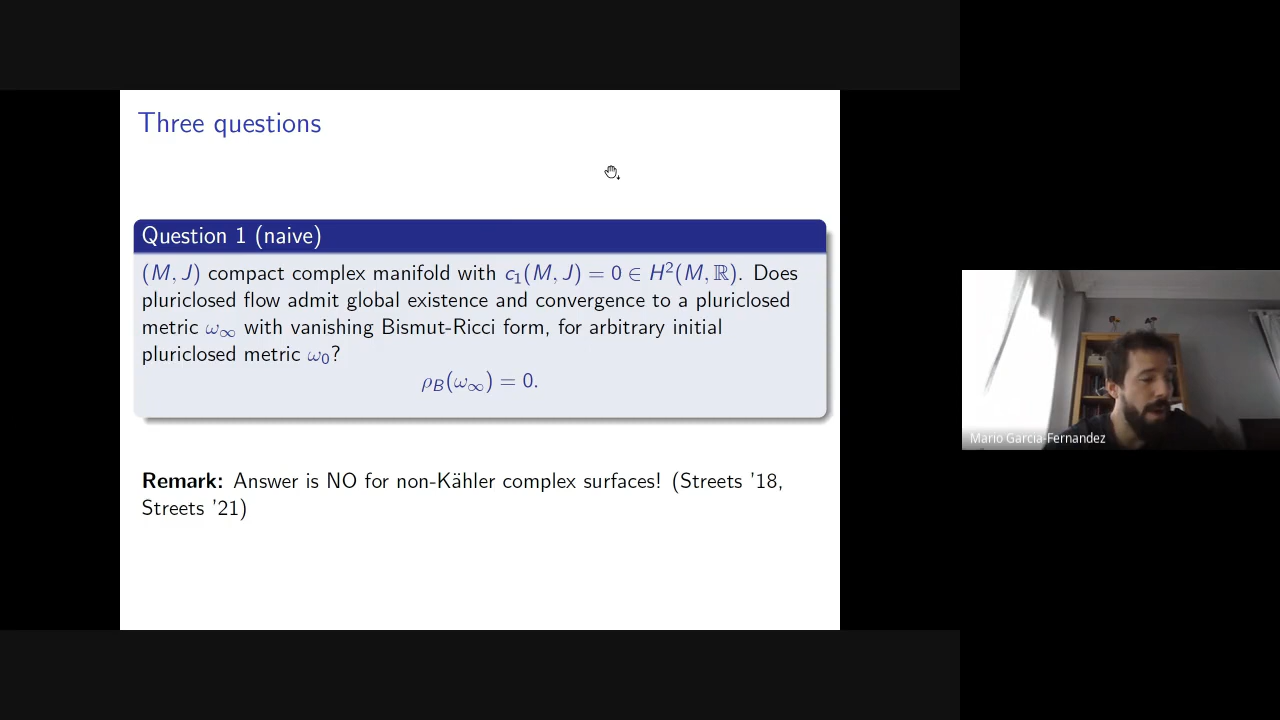 Three questions
Question 1 (naive)
(M, J) compact complex manifold with c₁(M, J) = 0 ∈ H²(M, ℝ). Does
pluriclosed flow admit global existence and convergence to a pluriclosed
metric ω∞ with vanishing Bismut-Ricci form, for arbitrary initial
pluriclosed metric ω₀?
ρ_B(ω∞) = 0.
Remark: Answer is NO for non-Kähler complex surfaces! (Streets '18,
Streets '21)
Mario Garcia-Fernandez